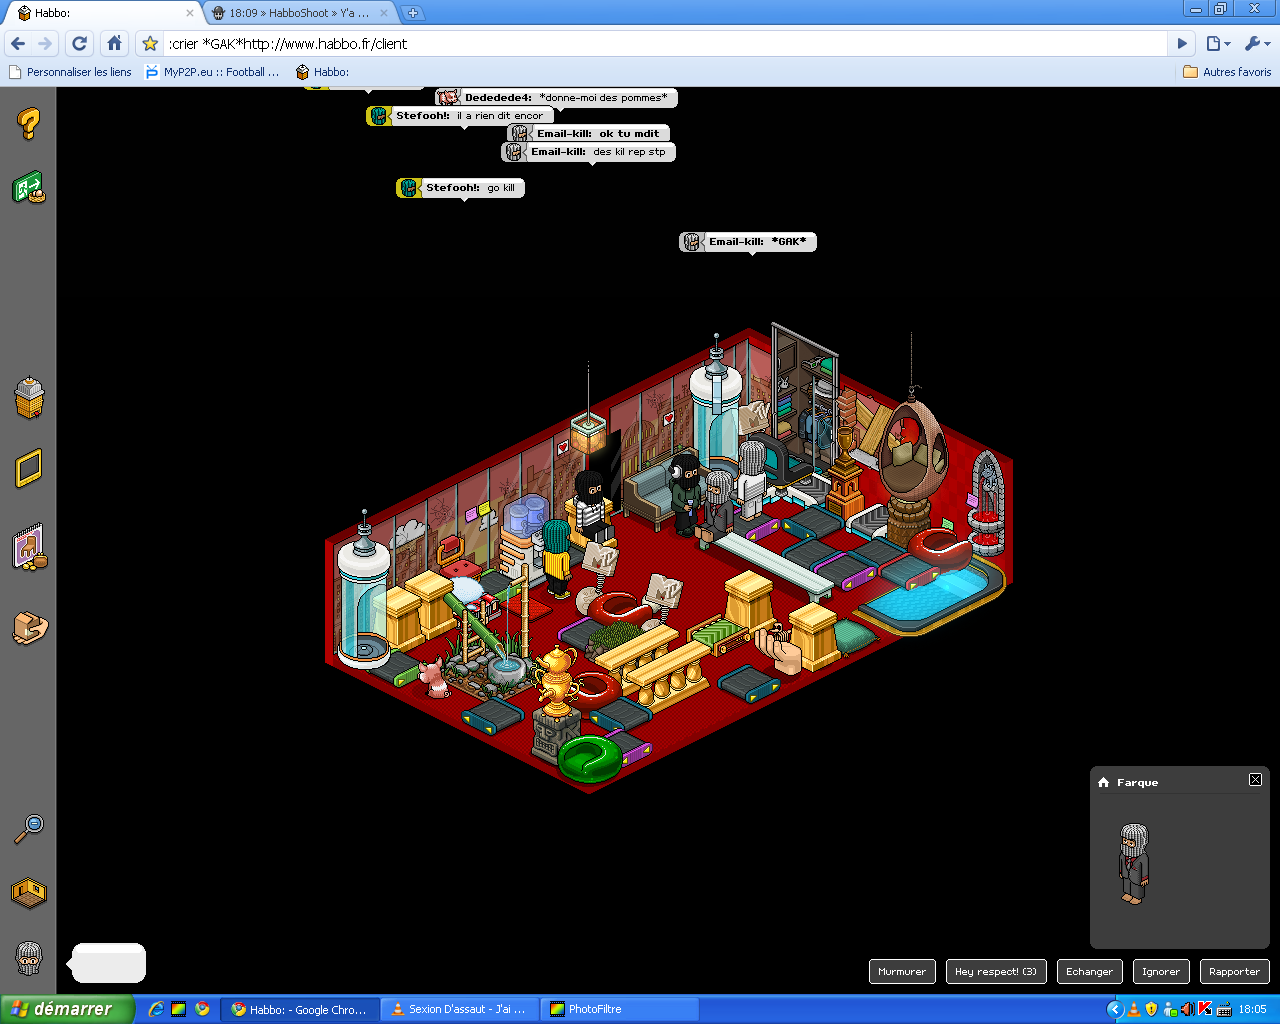 Habbo:
18:09 » HabboShoot » Y'a ...
:crier *GAK*http://www.habbo.fr/client
Personnaliser les liens
MyP2P.eu :: Football ...
Habbo:
Autres favoris
Dededede4: *donne-moi des pommes*
Stefooh!: il a rien dit encor
Email-kill: ok tu mdit
Email-kill: des kil rep stp
Stefooh!: go kill
Email-kill: *GAK*
MTV
MTV
MTV
Farque
Murmurer
Hey respect! (3)
Echanger
Ignorer
Rapporter
démarrer
Habbo: - Google Chro...
Sexion D'assaut - J'ai ...
PhotoFiltre
18:05